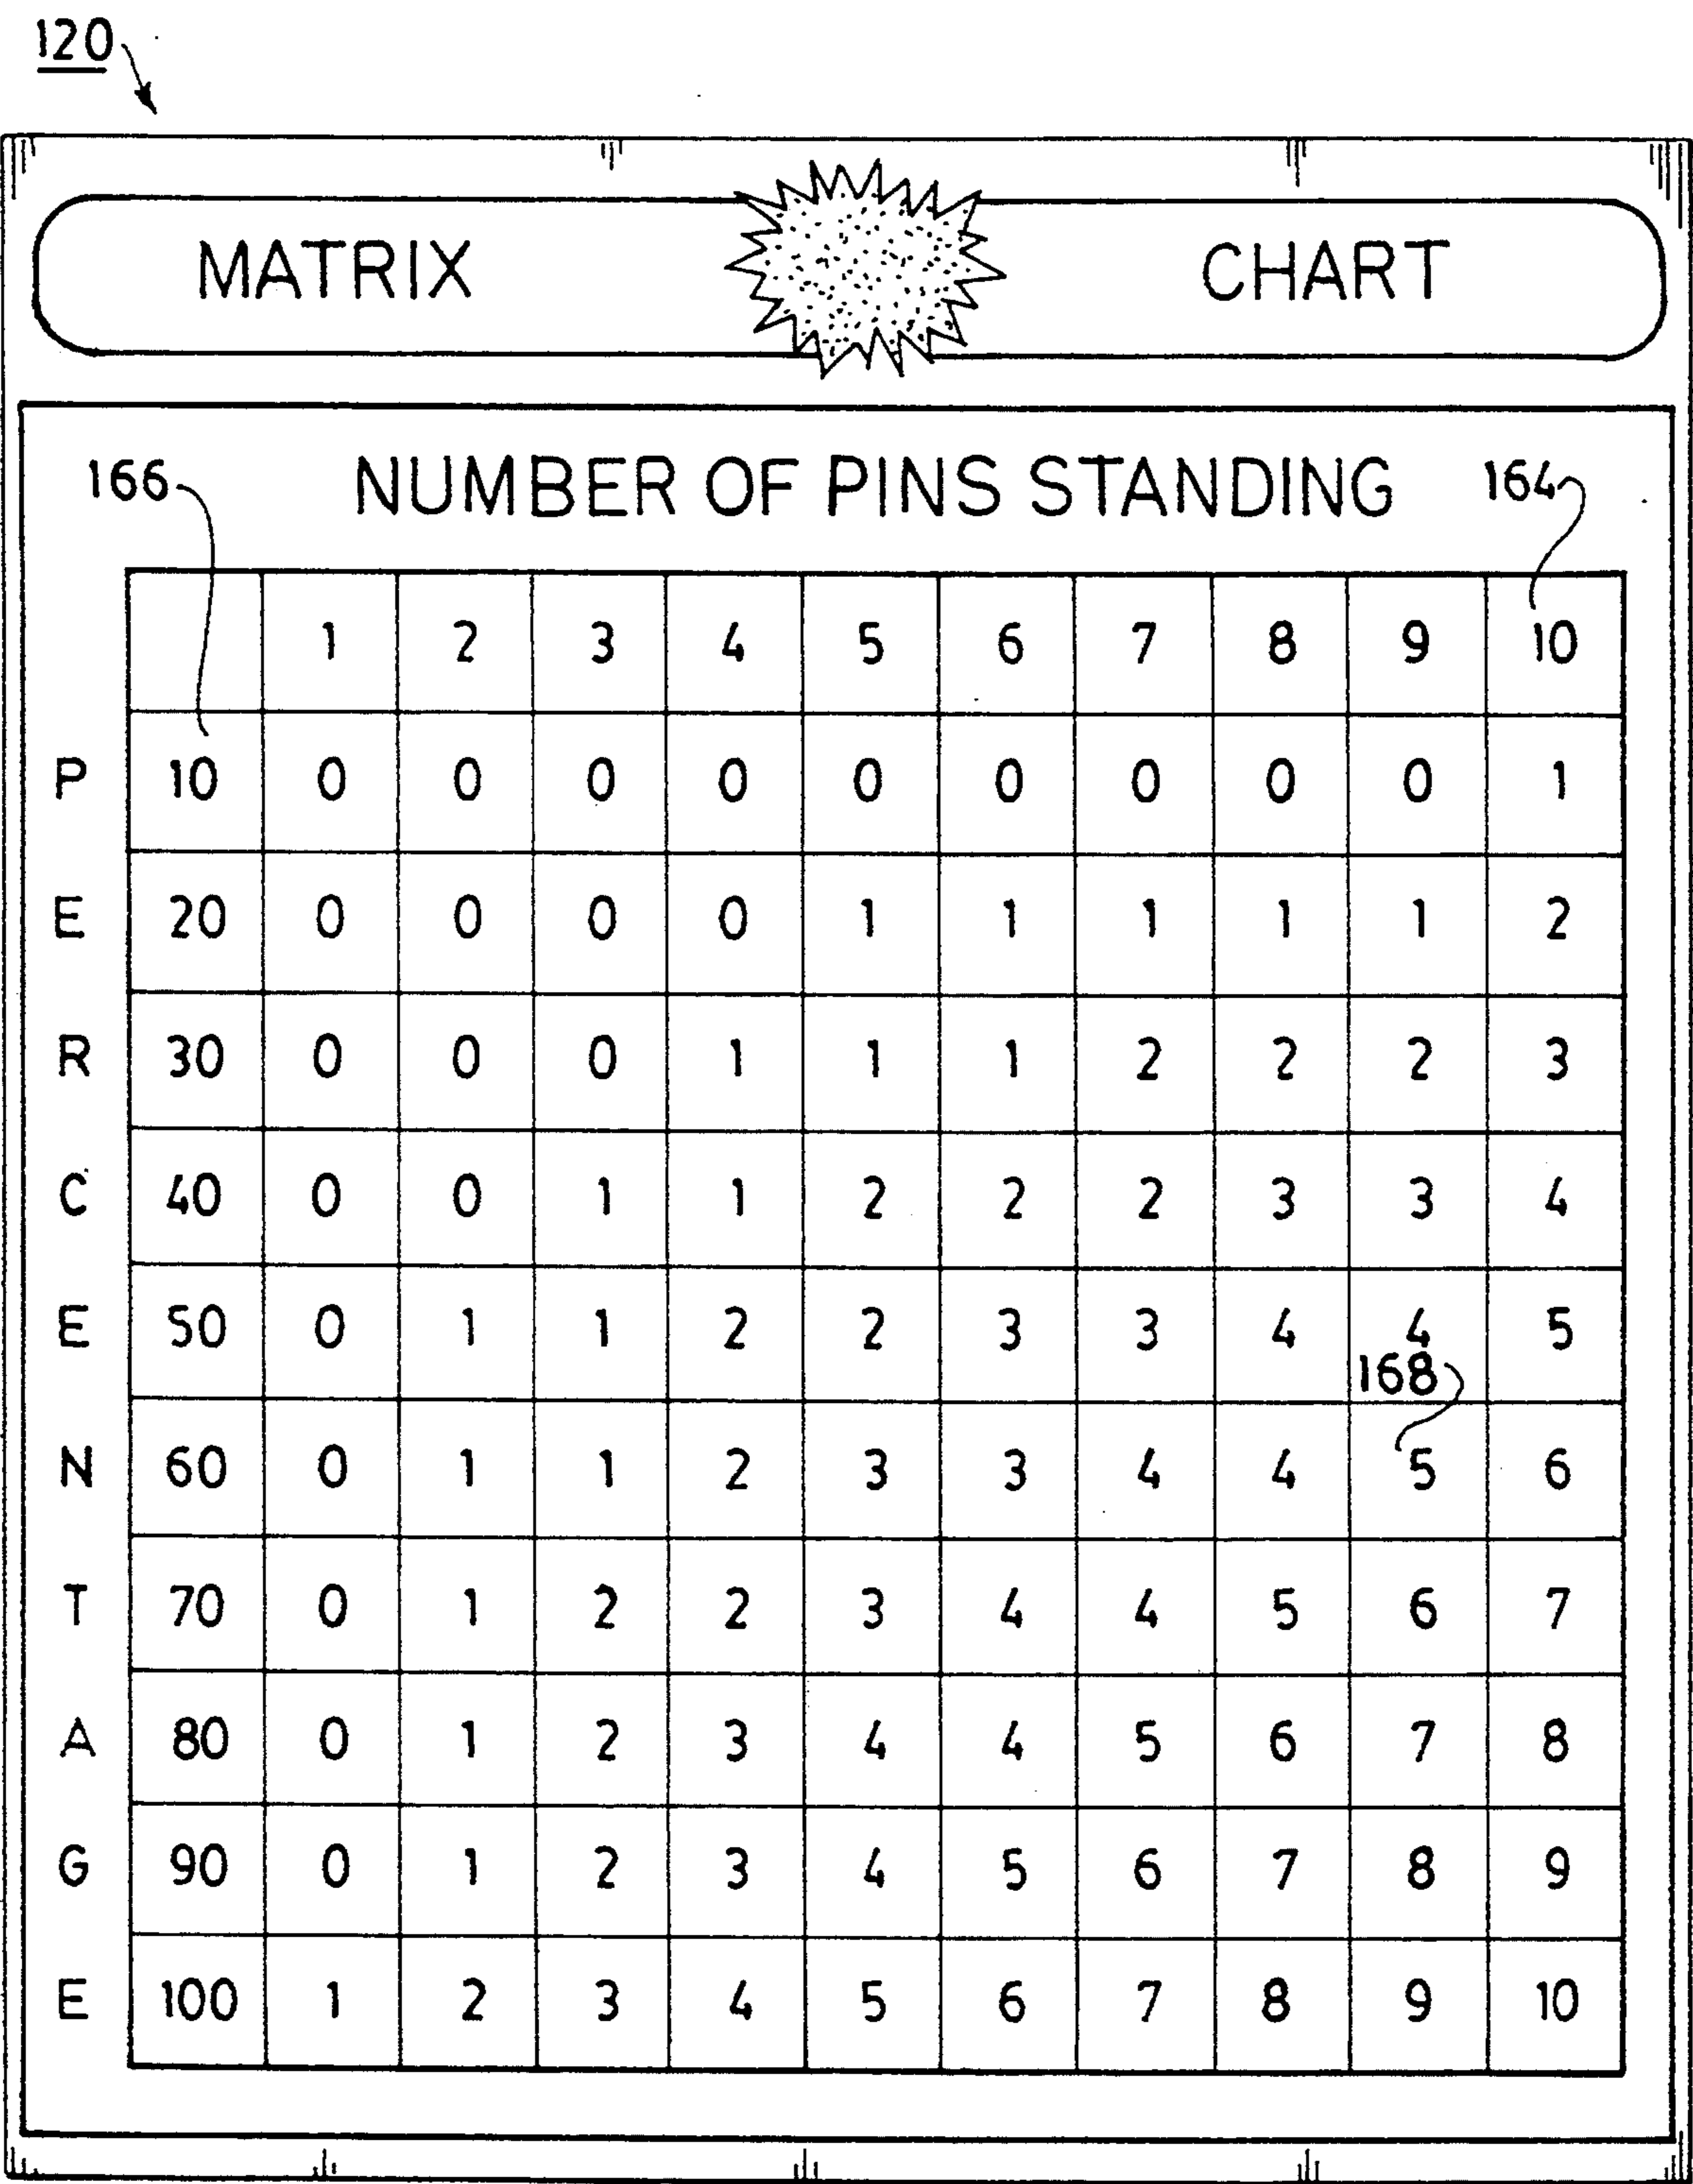 120
MATRIX CHART
166 NUMBER OF PINS STANDING 164
1 2 3 4 5 6 7 8 9 10
P 10 0 0 0 0 0 0 0 0 0 1
E 20 0 0 0 0 1 1 1 1 1 2
R 30 0 0 0 1 1 1 2 2 2 3
C 40 0 0 1 1 2 2 2 3 3 4
E 50 0 1 1 2 2 3 3 4 4 5
168
N 60 0 1 1 2 3 3 4 4 5 6
T 70 0 1 2 2 3 4 4 5 6 7
A 80 0 1 2 3 4 4 5 6 7 8
G 90 0 1 2 3 4 5 6 7 8 9
E 100 1 2 3 4 5 6 7 8 9 10